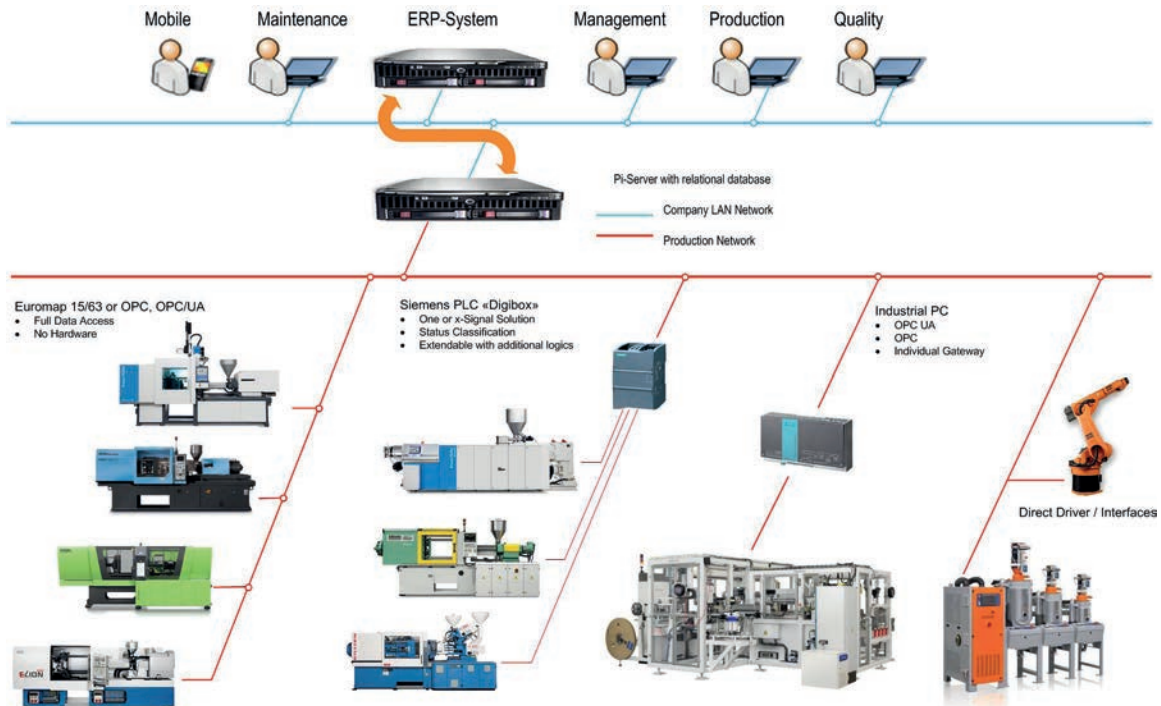 Mobile
Maintenance
ERP-System
Management
Production
Quality
Pi-Server with relational database
Company LAN Network
Production Network
Euromap 15/63 or OPC, OPC/UA
• Full Data Access
• No Hardware
Siemens PLC «Digibox»
• One or x-Signal Solution
• Status Classification
• Extendable with additional logics
Industrial PC
• OPC UA
• OPC
• Individual Gateway
Direct Driver / Interfaces
ELION